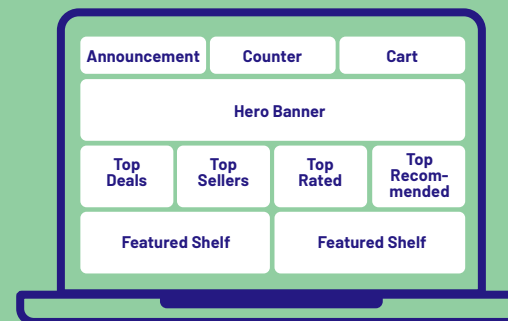 Announcement
Counter
Cart
Hero Banner
Top
Deals
Top
Sellers
Top
Rated
Top
Recom-
mended
Featured Shelf
Featured Shelf